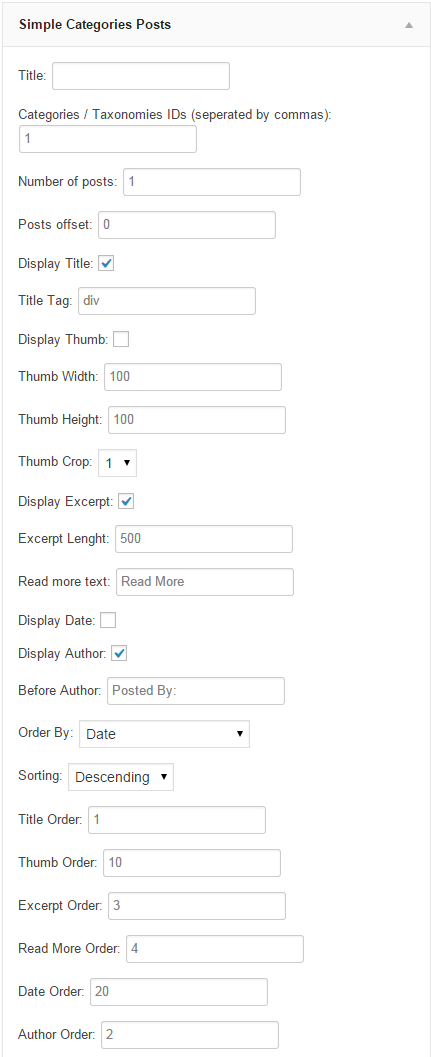 Simple Categories Posts
Title:
Categories / Taxonomies IDs (seperated by commas):
1
Number of posts: 1
Posts offset: 0
Display Title:
Title Tag: div
Display Thumb:
Thumb Width: 100
Thumb Height: 100
Thumb Crop: 1
Display Excerpt:
Excerpt Lenght: 500
Read more text: Read More
Display Date:
Display Author:
Before Author: Posted By:
Order By: Date
Sorting: Descending
Title Order: 1
Thumb Order: 10
Excerpt Order: 3
Read More Order: 4
Date Order: 20
Author Order: 2